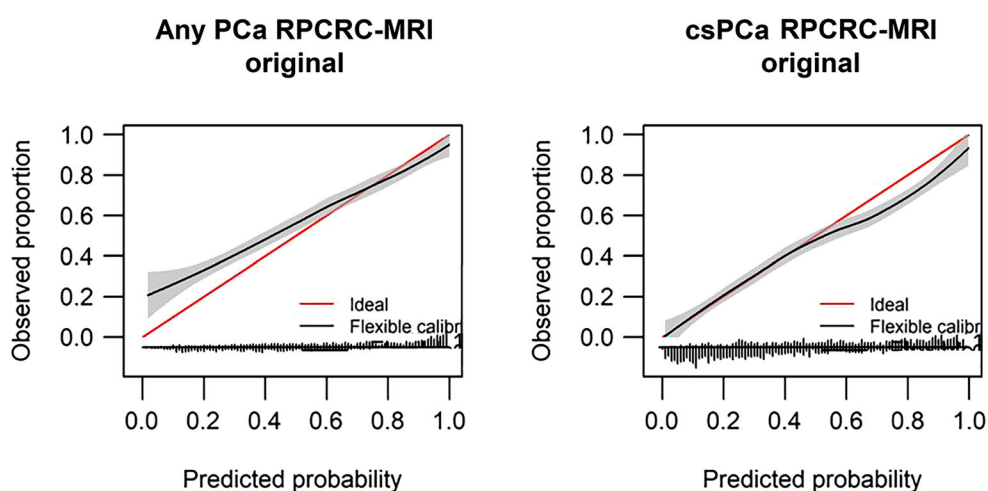 Any PCa RPCRC-MRI
original
Observed proportion
1.0
0.8
0.6
0.4
0.2
0.0
Ideal
Flexible calibr
0.0 0.2 0.4 0.6 0.8 1.0
Predicted probability
csPCa RPCRC-MRI
original
Observed proportion
1.0
0.8
0.6
0.4
0.2
0.0
Ideal
Flexible calibr
0.0 0.2 0.4 0.6 0.8 1.0
Predicted probability